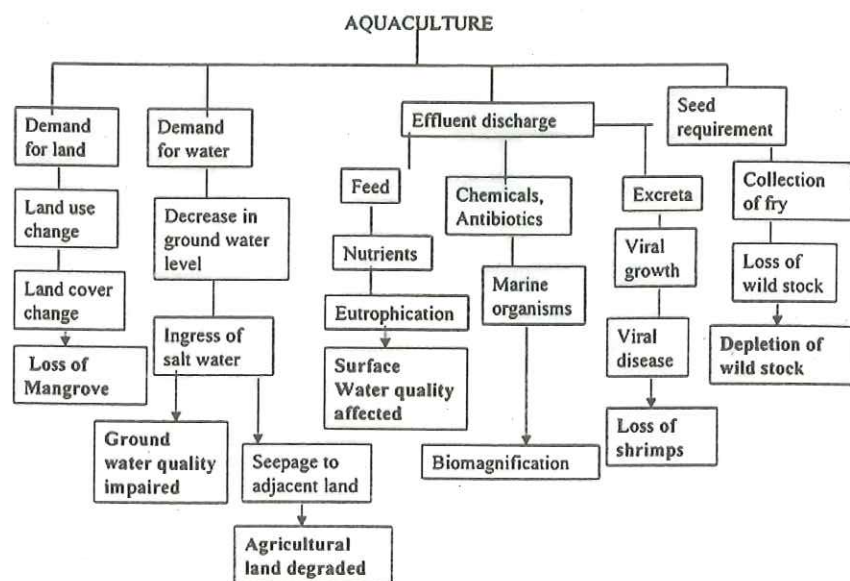 AQUACULTURE
Demand
for land
Land use
change
Land cover
change
Loss of
Mangrove
Demand
for water
Decrease in
ground water
level
Ingress of
salt water
Ground
water quality
impaired
Seepage to
adjacent land
Agricultural
land degraded
Effluent discharge
Feed
Nutrients
Eutrophication
Surface
Water quality
affected
Chemicals,
Antibiotics
Marine
organisms
Biomagnification
Excreta
Viral
growth
Viral
disease
Loss of
shrimps
Seed
requirement
Collection
of fry
Loss of
wild stock
Depletion of
wild stock